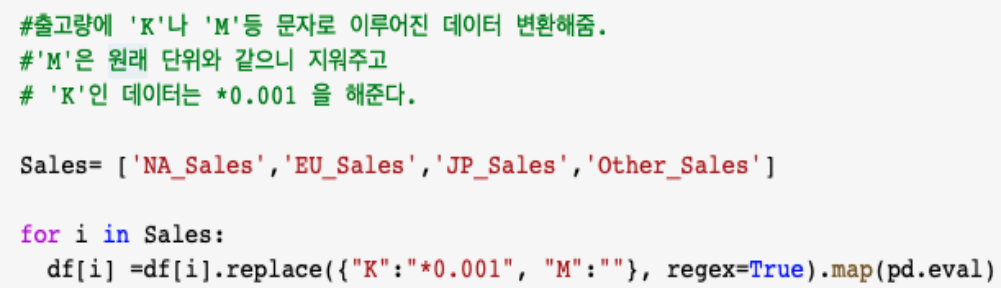 #출고량에 'K'나 'M'등 문자로 이루어진 데이터 변환해줌.
#'M'은 원래 단위와 같으니 지워주고
# 'K'인 데이터는 *0.001 을 해준다.
Sales= ['NA_Sales','EU_Sales','JP_Sales','Other_Sales']
for i in Sales:
df[i] =df[i].replace({"K":"*0.001", "M":""}, regex=True).map(pd.eval)